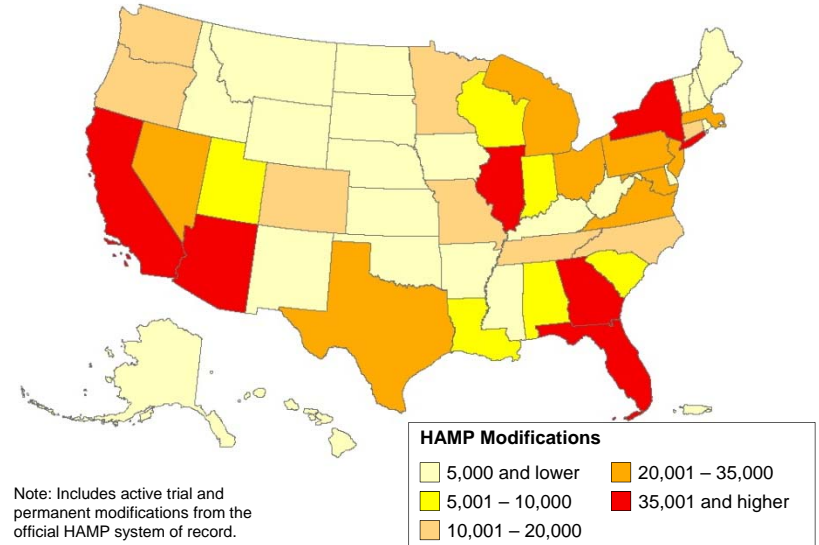 HAMP Modifications
5,000 and lower
20,001 – 35,000
5,001 – 10,000
35,001 and higher
10,001 – 20,000
Note: Includes active trial and
permanent modifications from the
official HAMP system of record.